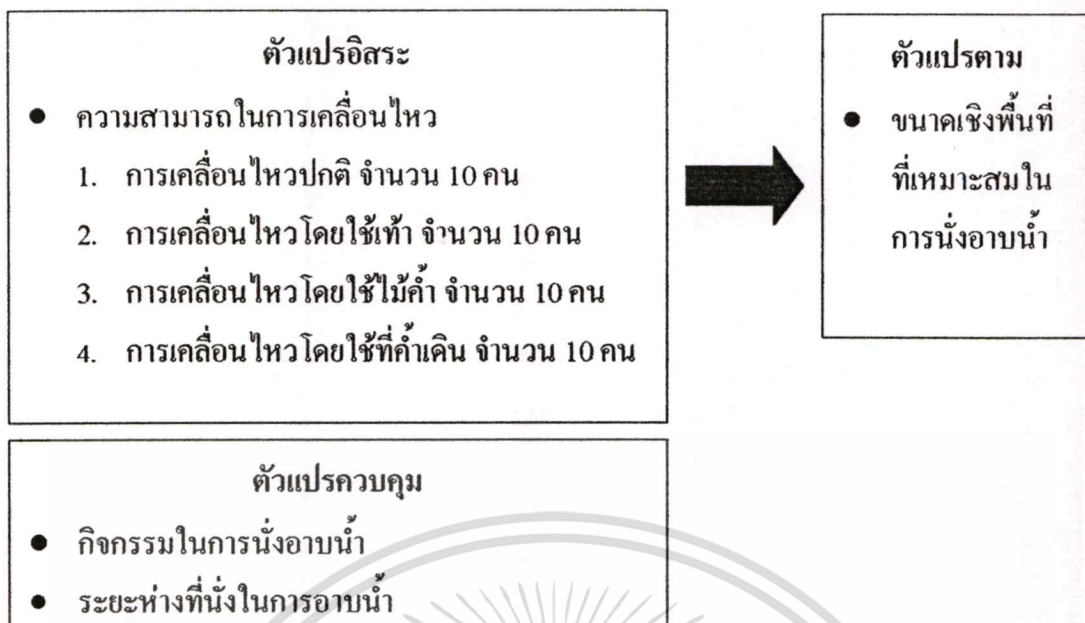 ตัวแปรอิสระ
● ความสามารถในการเคลื่อนไหว
1. การเคลื่อนไหวปกติ จำนวน 10 คน
2. การเคลื่อนไหวโดยใช้เท้า จำนวน 10 คน
3. การเคลื่อนไหวโดยใช้ไม้ค้ำ จำนวน 10 คน
4. การเคลื่อนไหวโดยใช้ที่ค้ำเดิน จำนวน 10 คน
ตัวแปรตาม
● ขนาดเชิงพื้นที่
ที่เหมาะสมใน
การนั่งอาบน้ำ
ตัวแปรควบคุม
● กิจกรรมในการนั่งอาบน้ำ
● ระยะห่างที่นั่งในการอาบน้ำ